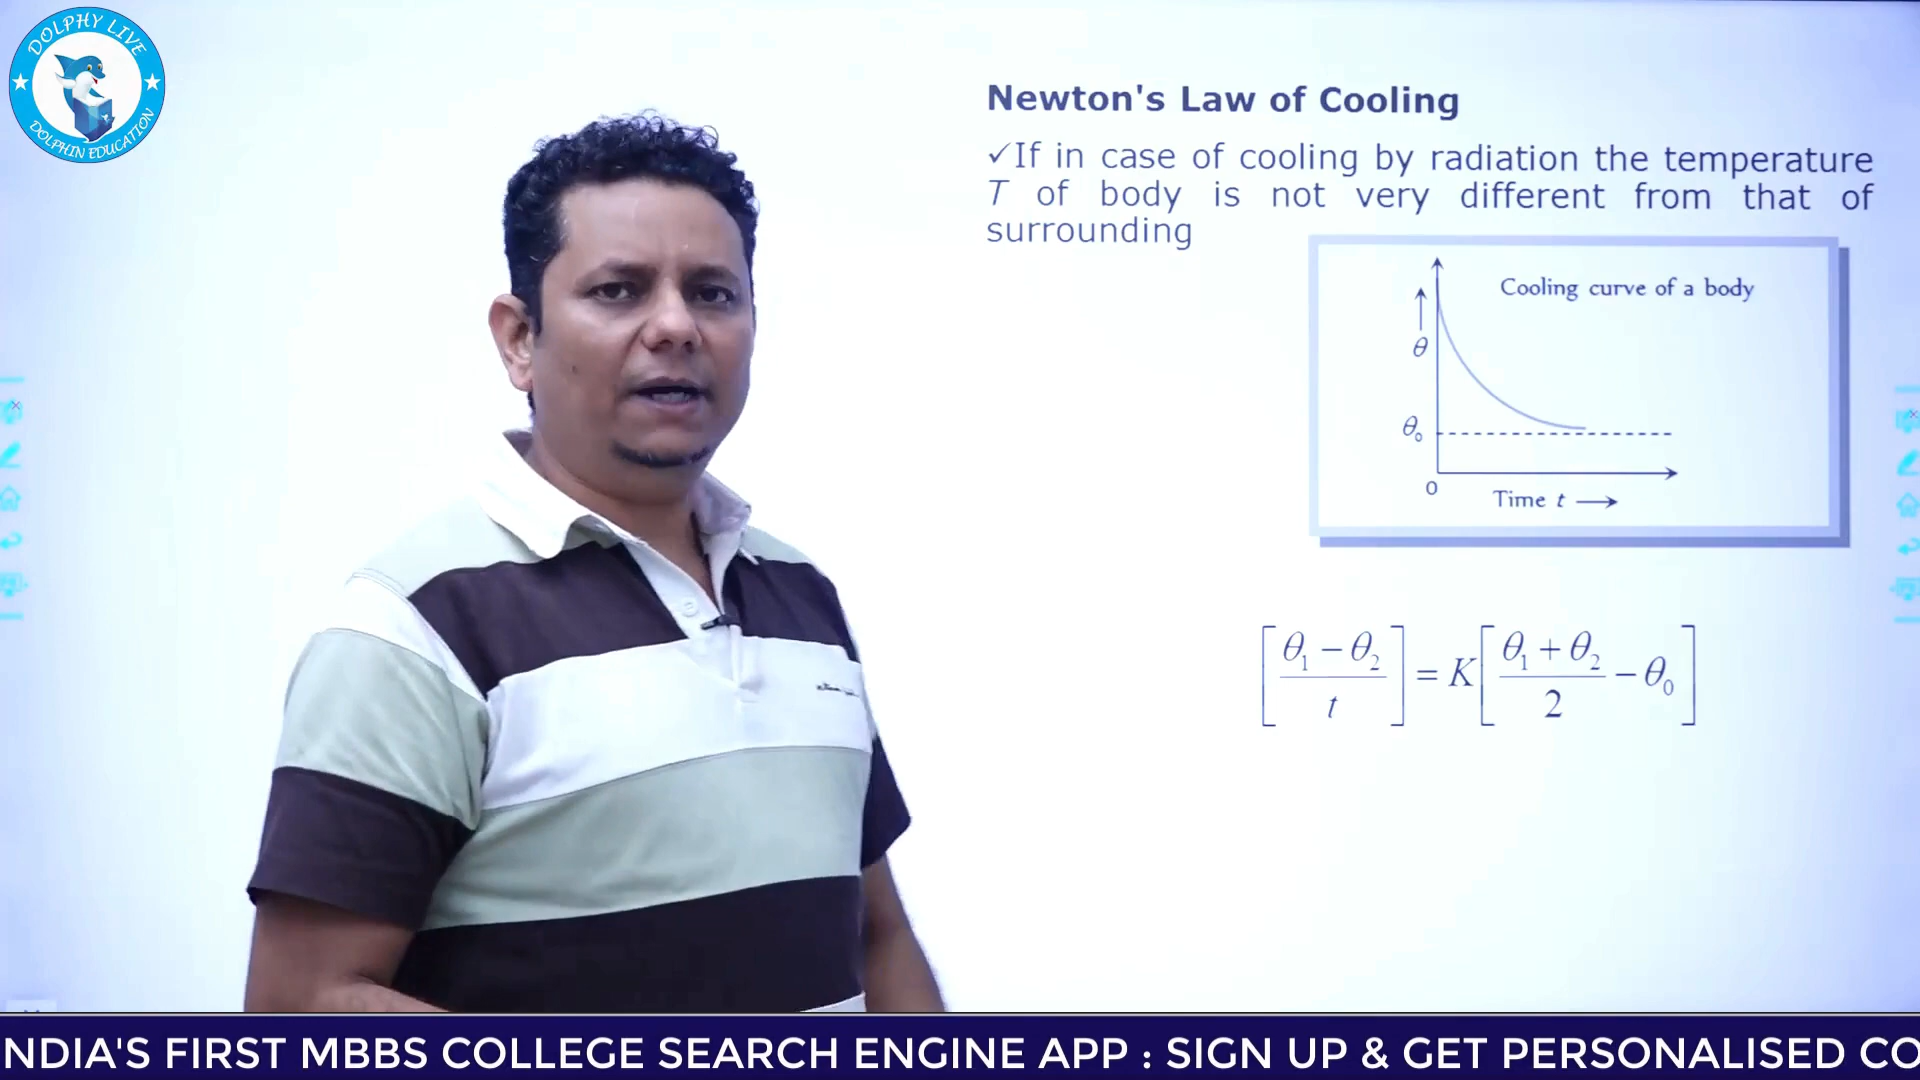 DOLPHY LIVE
DOLPHIN EDUCATION
Newton's Law of Cooling
✓If in case of cooling by radiation the temperature
T of body is not very different from that of
surrounding
Cooling curve of a body
θ
θ₀
O
Time t →
[(θ₁ − θ₂)/t] = K[(θ₁ + θ₂)/2 − θ₀]
NDIA'S FIRST MBBS COLLEGE SEARCH ENGINE APP : SIGN UP & GET PERSONALISED CO